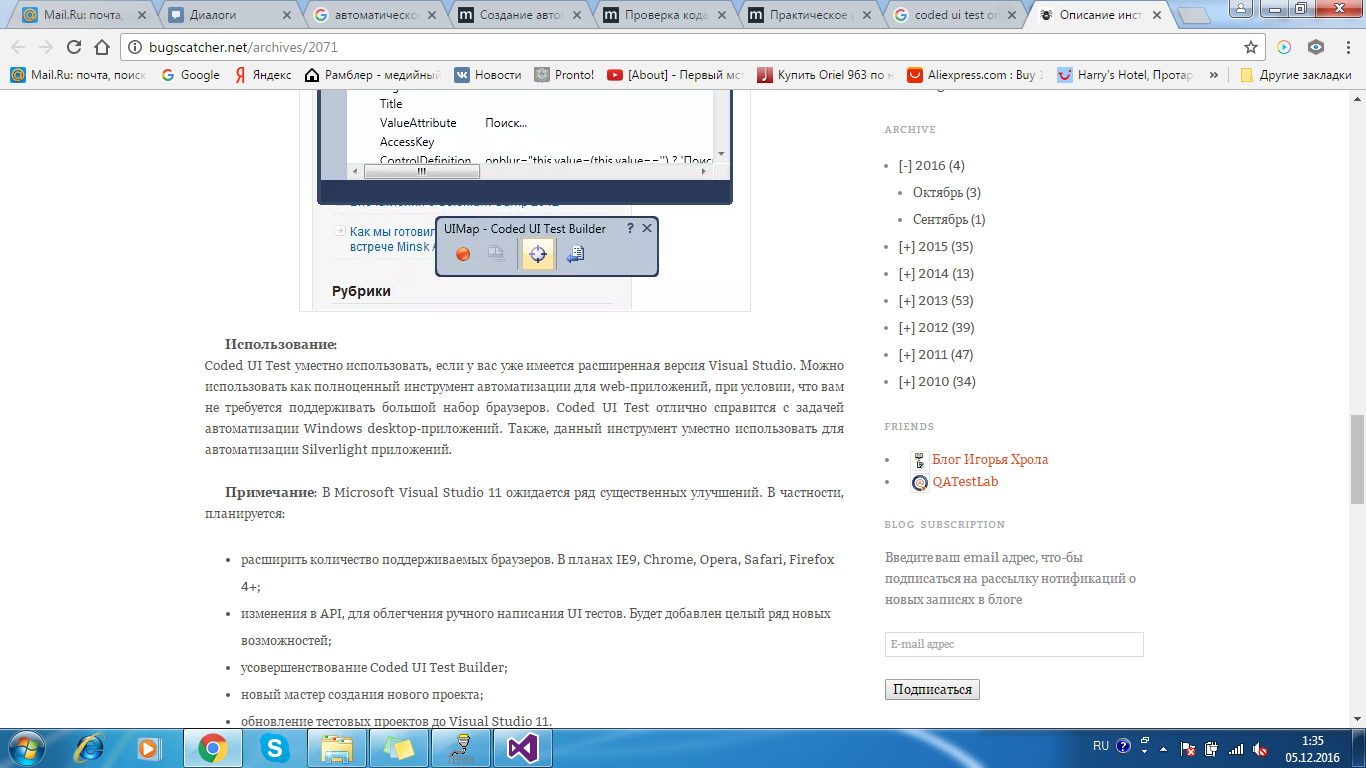 Mail.Ru: почта,
Диалоги
автоматическо
Создание авто
Проверка кода
Практическое
coded ui test
Описание инст
bugscatcher.net/archives/2071
Mail.Ru: почта, поиск
Google
Яндекс
Рамблер - медийный
Новости
Pronto!
[About] - Первый мст
Купить Oriel 963 по н
Aliexpress.com : Buy 1
Harry's Hotel, Протар
»
Другие закладки
Title
ValueAttribute Поиск...
AccessKey
ControlDefinition onblur="this.value=(this.value=='') ? 'Поис
Как мы готовил
встрече Minsk
UIMap - Coded UI Test Builder ?
Рубрики
Использование:
Coded UI Test уместно использовать, если у вас уже имеется расширенная версия Visual Studio. Можно
использовать как полноценный инструмент автоматизации для web-приложений, при условии, что вам
не требуется поддерживать большой набор браузеров. Coded UI Test отлично справится с задачей
автоматизации Windows desktop-приложений. Также, данный инструмент уместно использовать для
автоматизации Silverlight приложений.
Примечание: В Microsoft Visual Studio 11 ожидается ряд существенных улучшений. В частности,
планируется:
• расширить количество поддерживаемых браузеров. В планах IE9, Chrome, Opera, Safari, Firefox
4+;
• изменения в API, для облегчения ручного написания UI тестов. Будет добавлен целый ряд новых
возможностей;
• усовершенствование Coded UI Test Builder;
• новый мастер создания нового проекта;
• обновление тестовых проектов до Visual Studio 11.
ARCHIVE
• [-] 2016 (4)
• Октябрь (3)
• Сентябрь (1)
• [+] 2015 (35)
• [+] 2014 (13)
• [+] 2013 (53)
• [+] 2012 (39)
• [+] 2011 (47)
• [+] 2010 (34)
FRIENDS
• Блог Игорья Хрола
• QATestLab
BLOG SUBSCRIPTION
Введите ваш email адрес, что-бы
подписаться на рассылку нотификаций о
новых записях в блоге
E-mail адрес
Подписаться
TERM
RU
1:35
05.12.2016